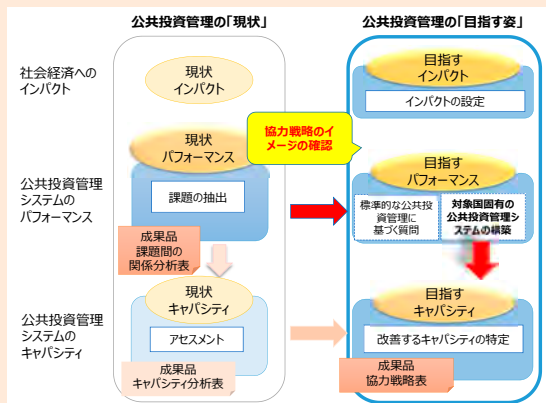 公共投資管理の「現状」
公共投資管理の「目指す姿」
社会経済への
インパクト
現状
インパクト
目指す
インパクト
インパクトの設定
協力戦略のイ
メージの確認
現状
パフォーマンス
目指す
パフォーマンス
公共投資管理
システムの
パフォーマンス
課題の抽出
標準的な公共投
資管理に
基づく質問
対象国固有の
公共投資管理シ
ステムの構築
成果品
課題間の
関係分析表
現状
キャパシティ
目指す
キャパシティ
公共投資管理
システムの
キャパシティ
アセスメント
改善するキャパシティの特定
成果品
キャパシティ分析表
成果品
協力戦略表